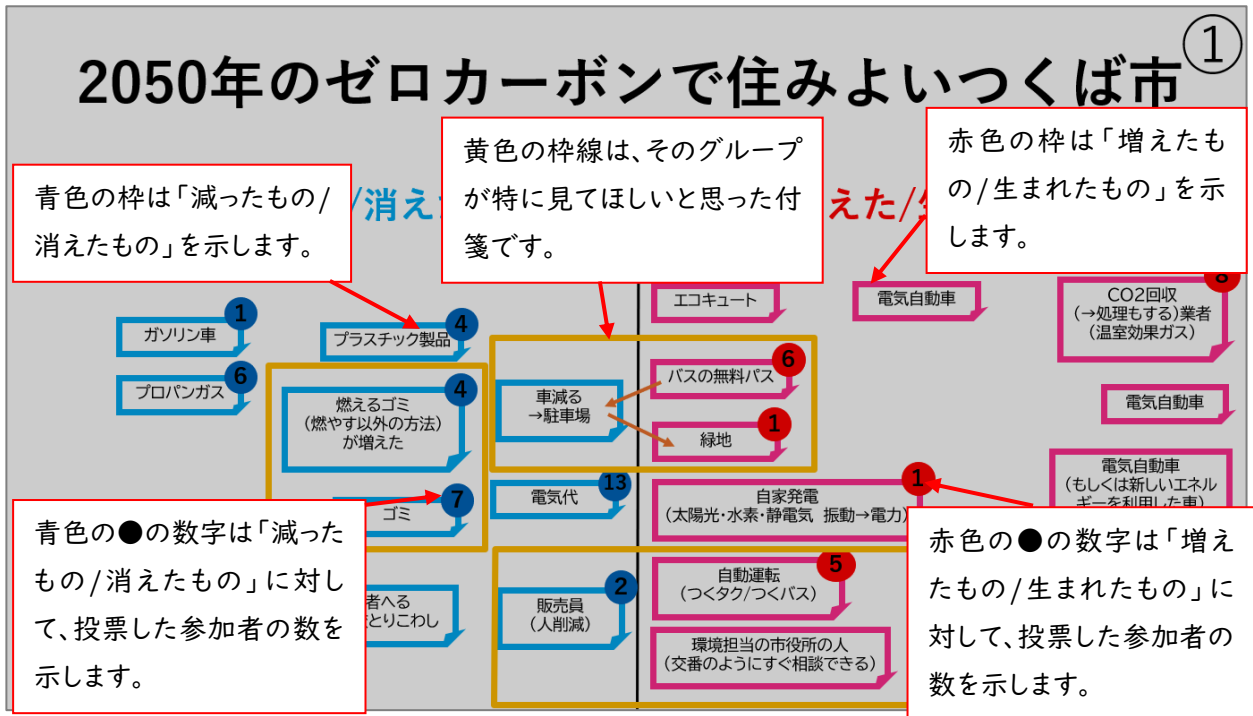 ①
2050年のゼロカーボンで住みよいつくば市
青色の枠は「減ったもの/
消えたもの」を示します。
/消え
黄色の枠線は、そのグループ
が特に見てほしいと思った付
箋です。
えた/
赤色の枠は「増えたも
の/生まれたもの」を示
します。
ガソリン車
1
プラスチック製品
4
プロパンガス
6
燃えるゴミ
(燃やす以外の方法)
が増えた
4
ゴミ
7
車減る
→駐車場
電気代
13
販売員
(人削減)
2
者へる
とりこわし
エコキュート
電気自動車
CO2回収
(→処理もする)業者
(温室効果ガス)
8
バスの無料パス
6
緑地
1
電気自動車
自家発電
(太陽光・水素・静電気 振動→電力)
1
電気自動車
(もしくは新しいエネル
ギーを利用した車)
自動運転
(つくタク/つくバス)
5
環境担当の市役所の人
(交番のようにすぐ相談できる)
青色の●の数字は「減った
もの/消えたもの」に対し
て、投票した参加者の数を
示します。
赤色の●の数字は「増え
たもの/生まれたもの」に
対して、投票した参加者の
数を示します。